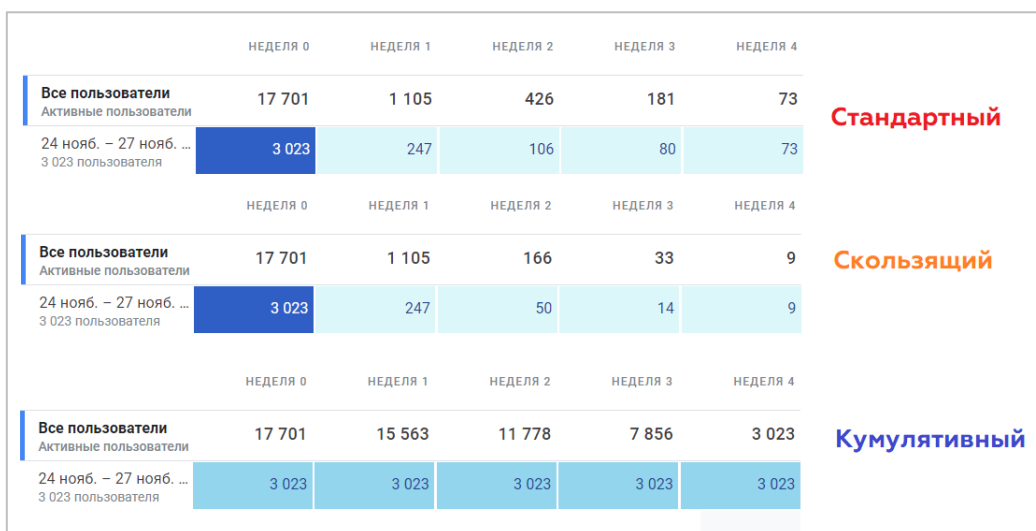 НЕДЕЛЯ 0 НЕДЕЛЯ 1 НЕДЕЛЯ 2 НЕДЕЛЯ 3 НЕДЕЛЯ 4
Все пользователи 17 701 1 105 426 181 73
Активные пользователи
Стандартный
24 нояб. – 27 нояб. ... 3 023 247 106 80 73
3 023 пользователя
НЕДЕЛЯ 0 НЕДЕЛЯ 1 НЕДЕЛЯ 2 НЕДЕЛЯ 3 НЕДЕЛЯ 4
Все пользователи 17 701 1 105 166 33 9
Активные пользователи
Скользящий
24 нояб. – 27 нояб. ... 3 023 247 50 14 9
3 023 пользователя
НЕДЕЛЯ 0 НЕДЕЛЯ 1 НЕДЕЛЯ 2 НЕДЕЛЯ 3 НЕДЕЛЯ 4
Все пользователи 17 701 15 563 11 778 7 856 3 023
Активные пользователи
Кумулятивный
24 нояб. – 27 нояб. ... 3 023 3 023 3 023 3 023 3 023
3 023 пользователя